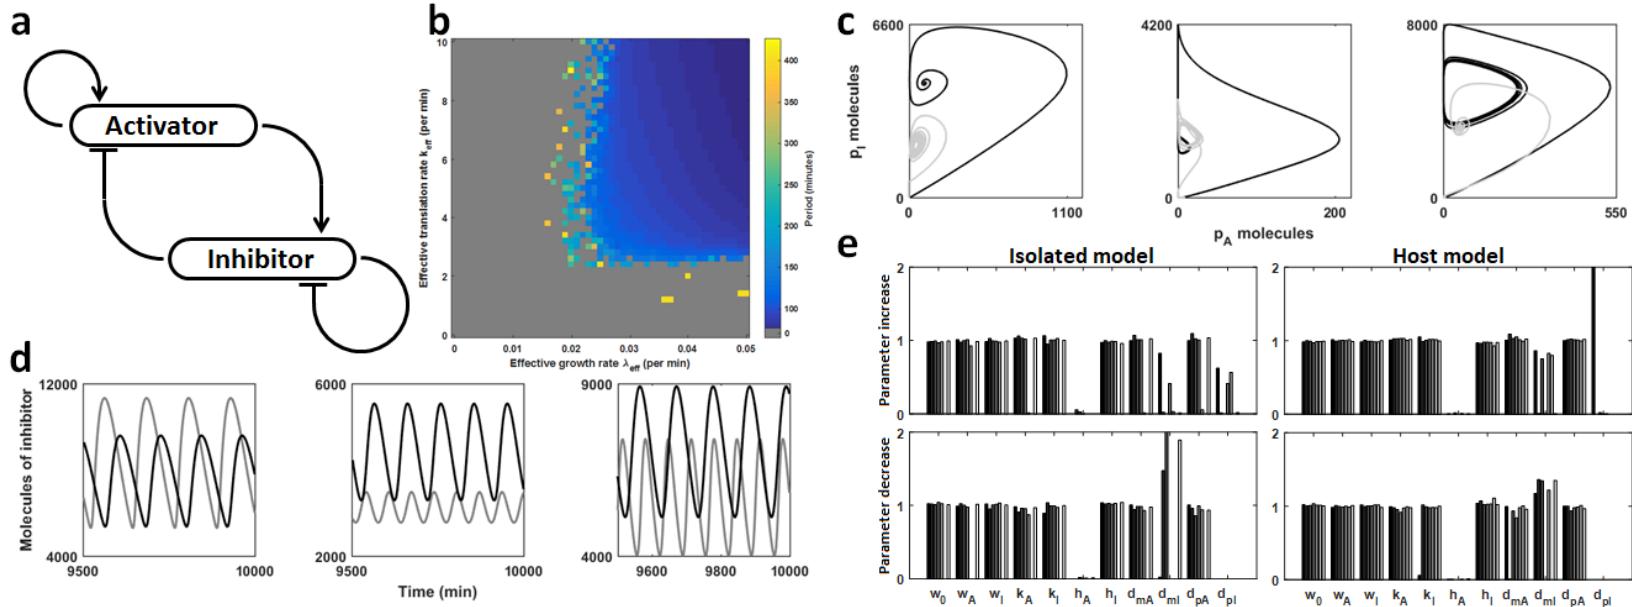 a
Activator
Inhibitor
b
Effective translation rate k_eff (per min)
10
8
6
4
2
0
0
0.01
0.02
0.03
0.04
0.05
Effective growth rate λ_eff (per min)
400
350
300
250
200
150
100
0
Period (minutes)
c
p_I molecules
6600
0
0
1100
4200
0
0
200
8000
0
0
550
p_A molecules
d
Molecules of inhibitor
12000
4000
9500
10000
6000
2000
9500
10000
9000
4000
9600
9800
10000
Time (min)
e
Isolated model
Host model
Parameter increase
2
1
0
2
1
0
Parameter decrease
2
1
0
w_0 w_A w_I k_A k_I h_A h_I d_mA d_mI d_pA d_pI
2
1
0
w_0 w_A w_I k_A k_I h_A h_I d_mA d_mI d_pA d_pI